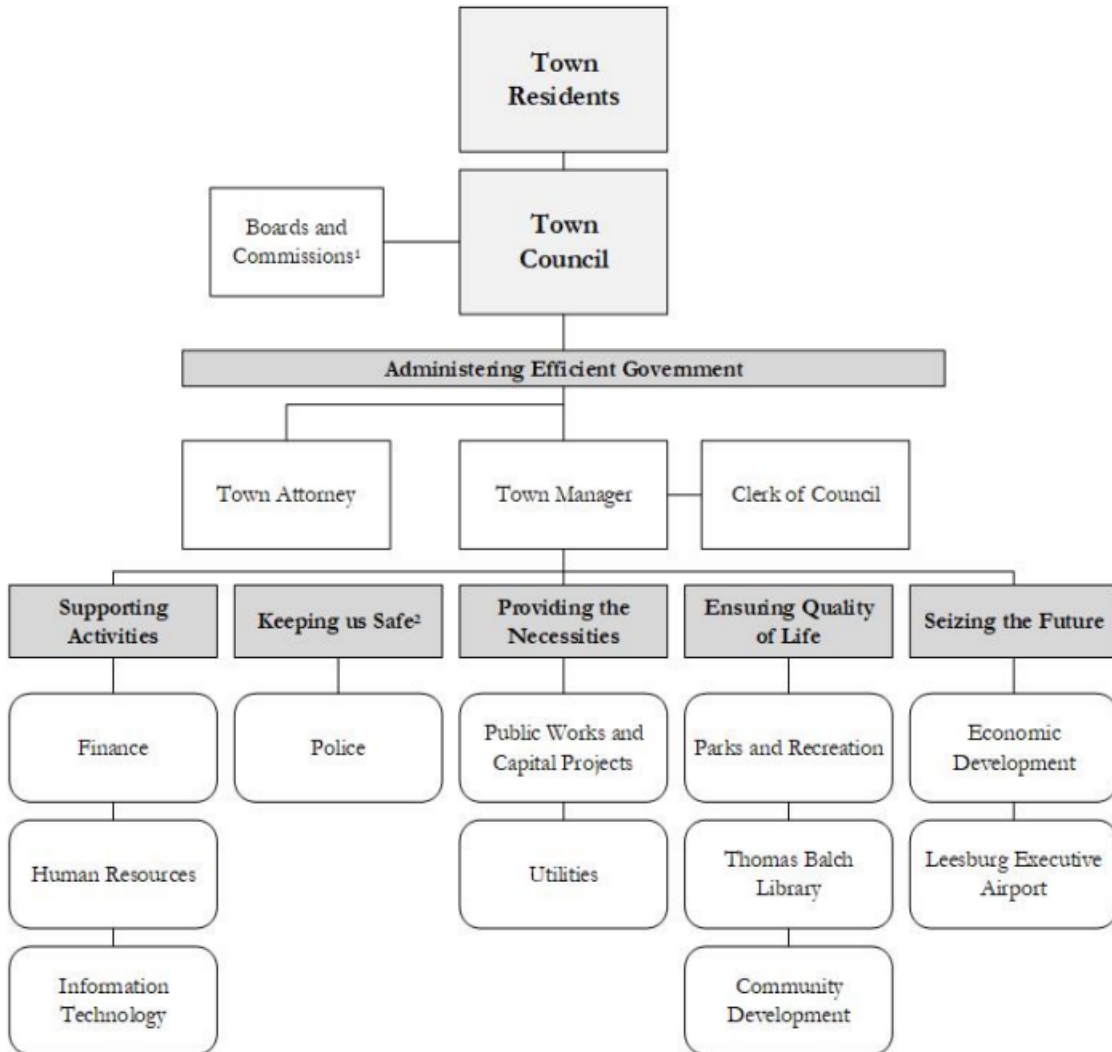 Town
Residents
Boards and
Commissions¹
Town
Council
Administering Efficient Government
Town Attorney
Town Manager
Clerk of Council
Supporting
Activities
Keeping us Safe²
Providing the
Necessities
Ensuring Quality
of Life
Seizing the Future
Finance
Police
Public Works and
Capital Projects
Parks and Recreation
Economic
Development
Human Resources
Utilities
Thomas Balch
Library
Leesburg Executive
Airport
Information
Technology
Community
Development